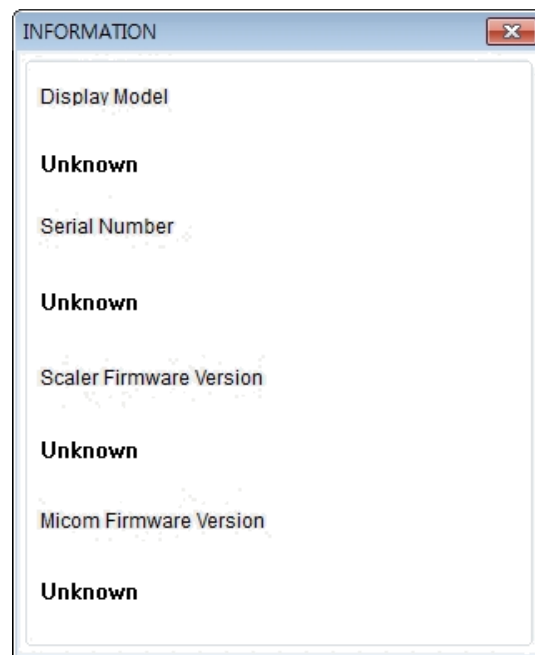 INFORMATION
Display Model
Unknown
Serial Number
Unknown
Scaler Firmware Version
Unknown
Micom Firmware Version
Unknown